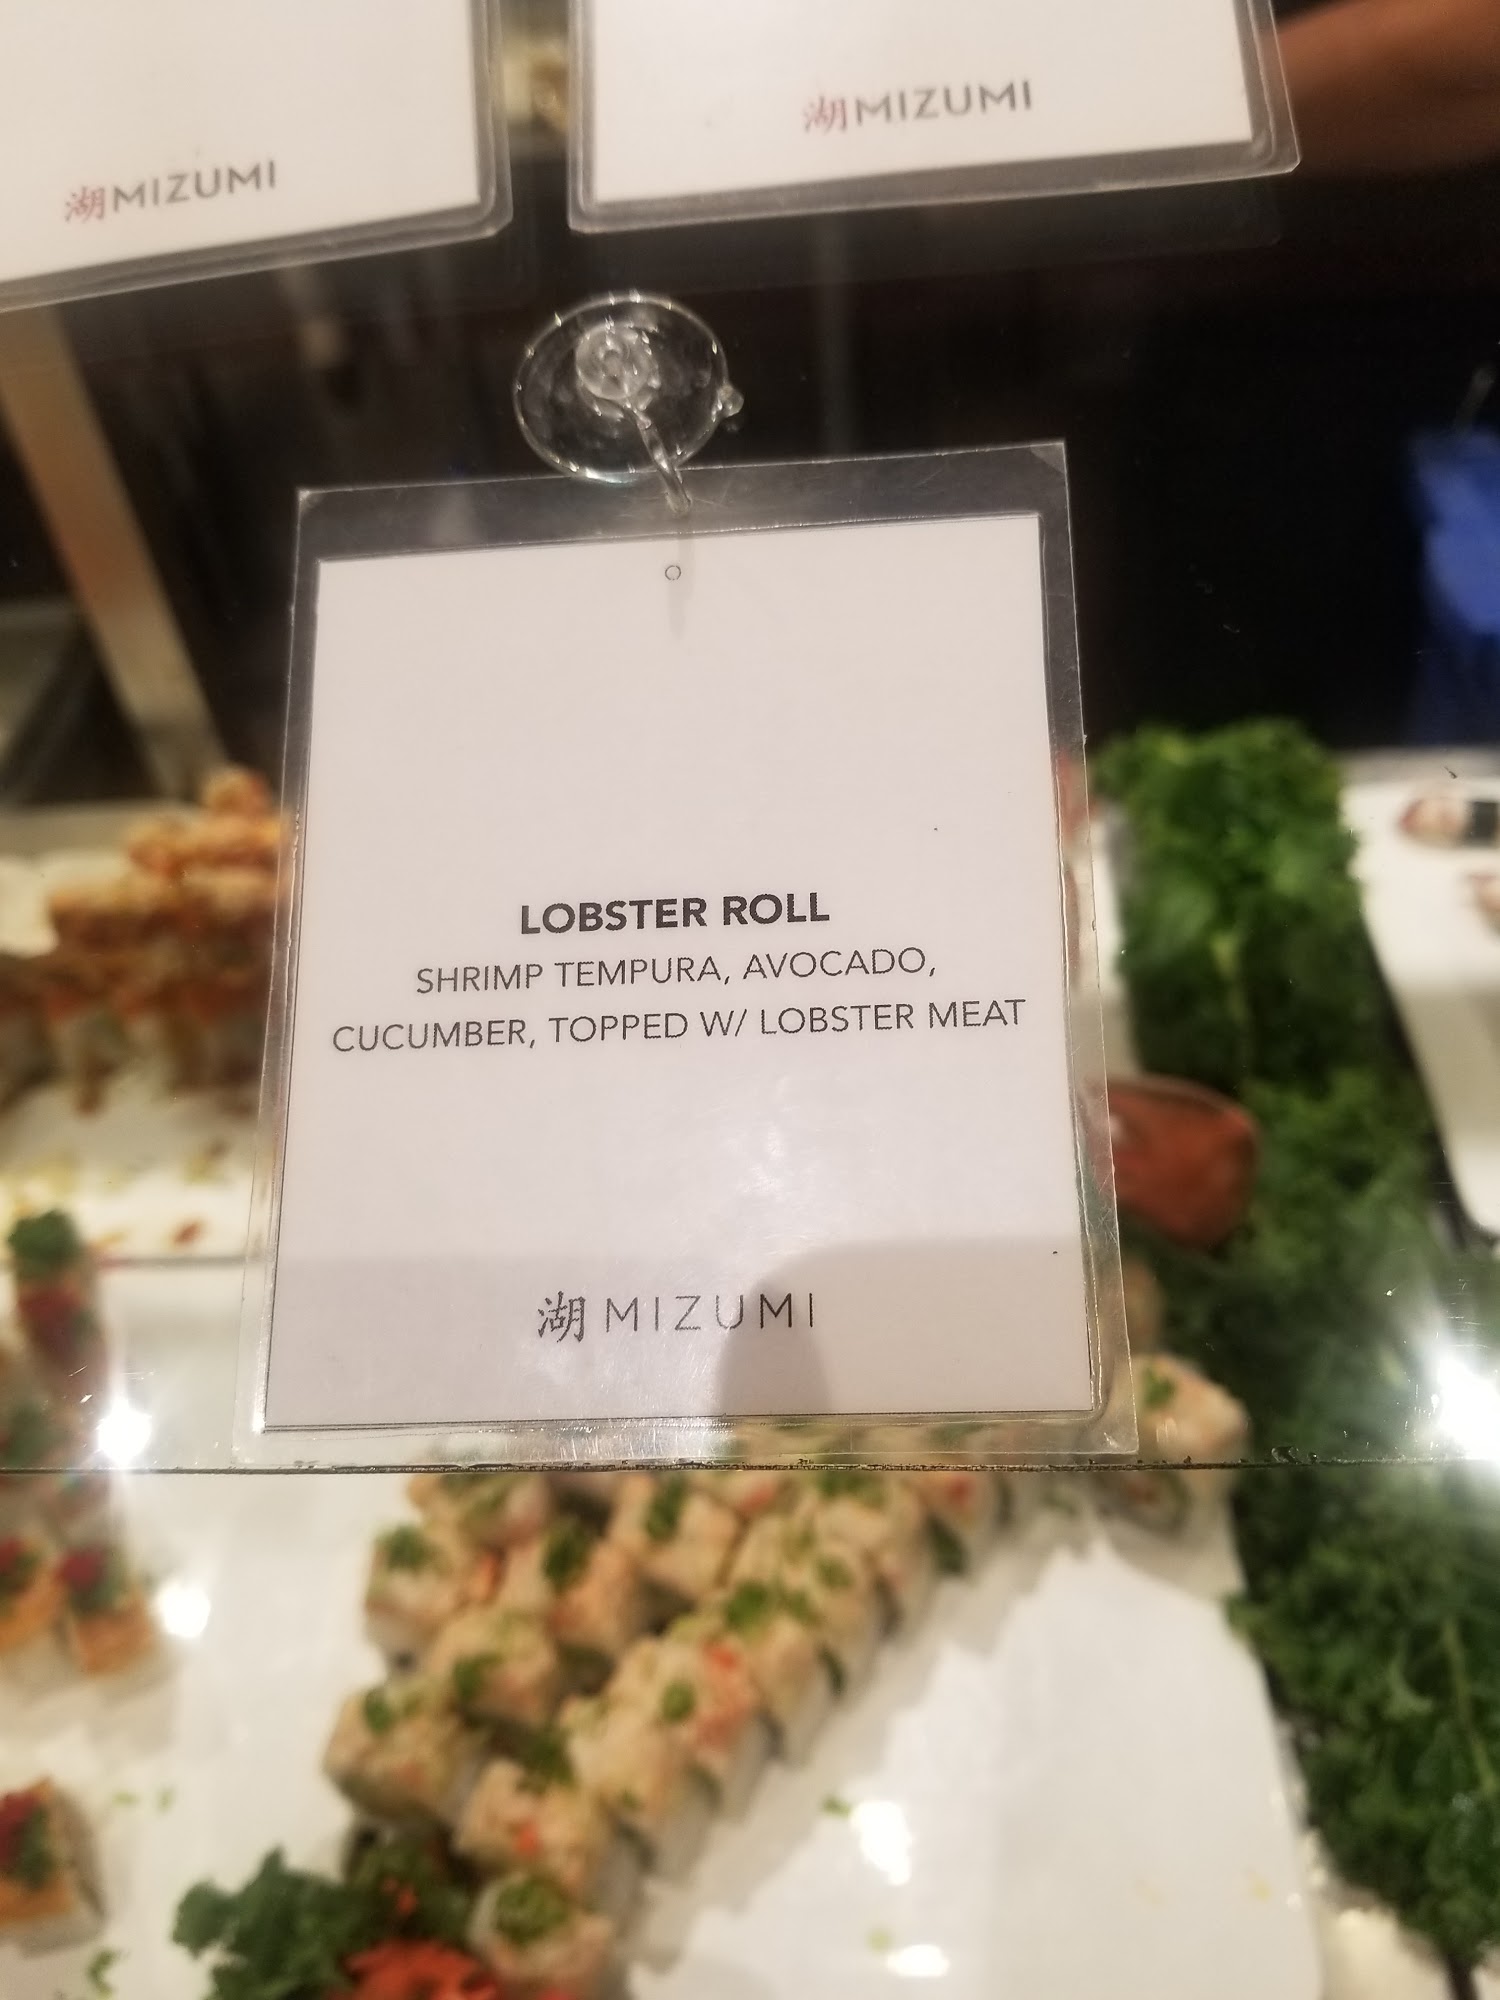 湖MIZUMI
湖MIZUMI
LOBSTER ROLL
SHRIMP TEMPURA, AVOCADO,
CUCUMBER, TOPPED W/ LOBSTER MEAT
湖 MIZUMI